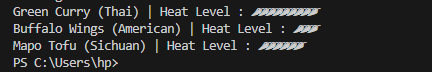 Green Curry (Thai) | Heat Level :
Buffalo Wings (American) | Heat Level :
Mapo Tofu (Sichuan) | Heat Level :
PS C:\Users\hp>